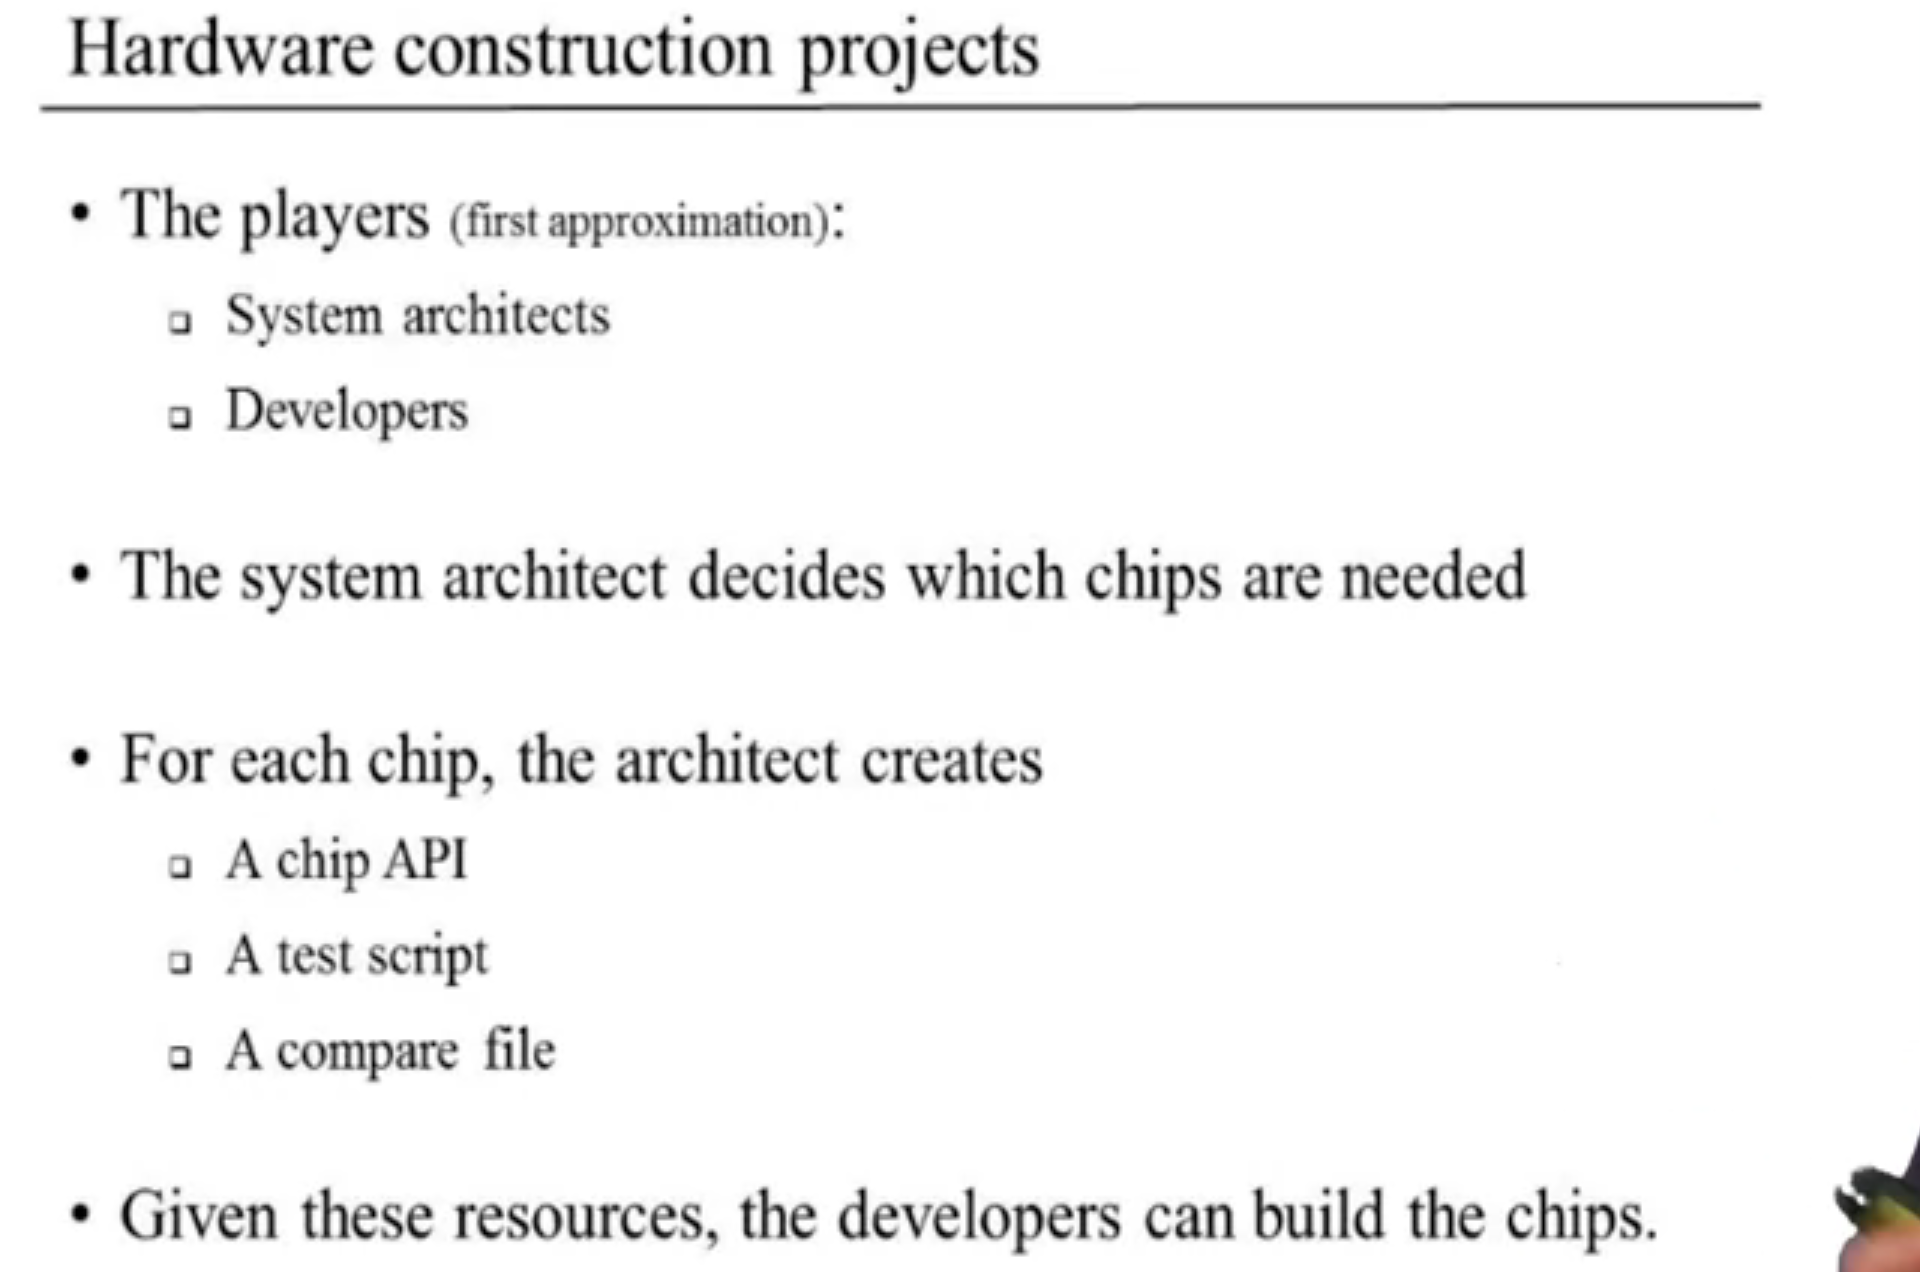 Hardware construction projects
• The players (first approximation):
❑ System architects
❑ Developers
• The system architect decides which chips are needed
• For each chip, the architect creates
❑ A chip API
❑ A test script
❑ A compare file
• Given these resources, the developers can build the chips.